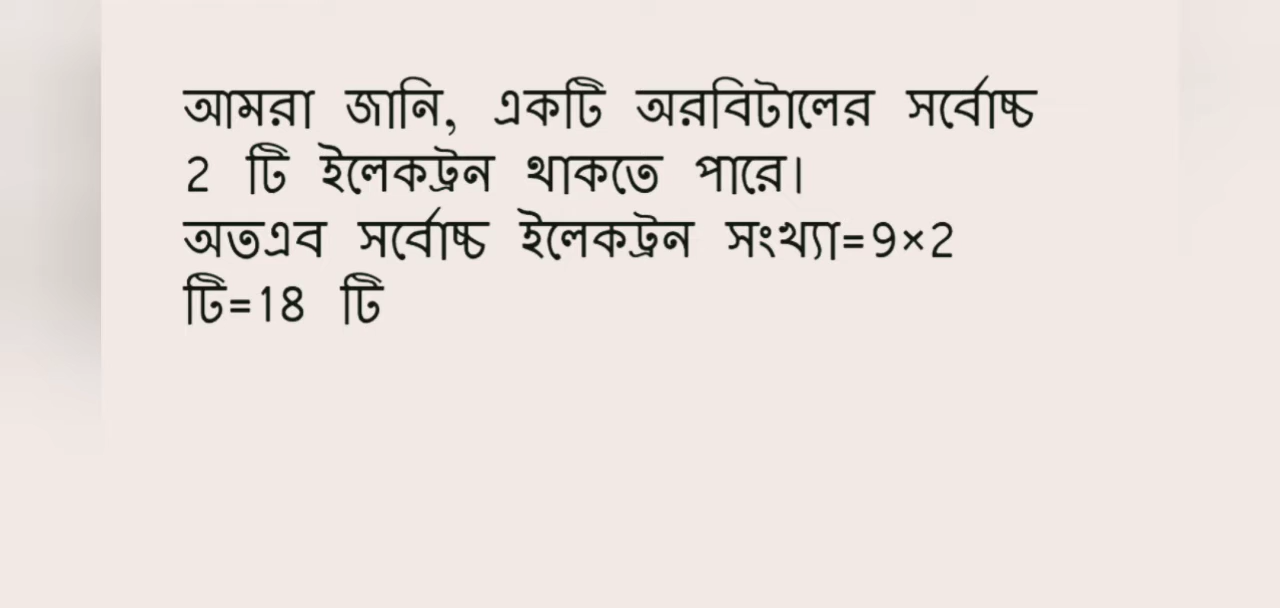 আমরা জানি, একটি অরবিটালের সর্বোচ্চ
2 টি ইলেকট্রন থাকতে পারে।
অতএব সর্বোচ্চ ইলেকট্রন সংখ্যা=9×2
টি=18 টি